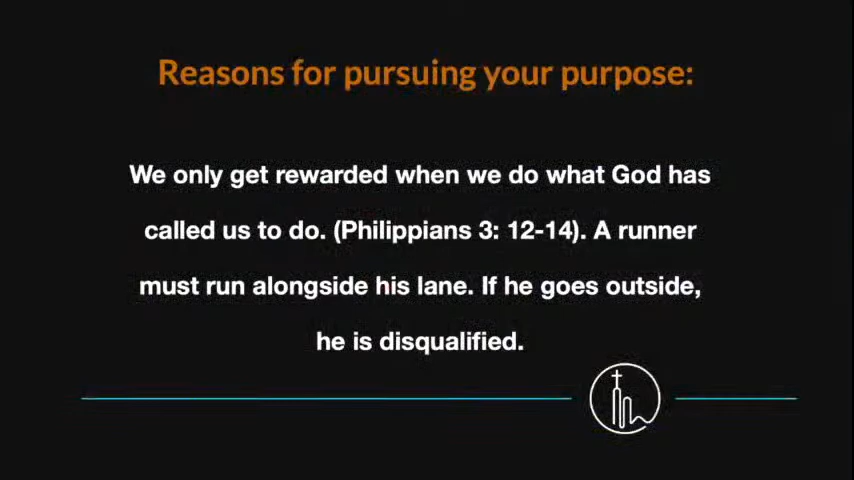 Reasons for pursuing your purpose:
We only get rewarded when we do what God has
called us to do. (Philippians 3: 12-14). A runner
must run alongside his lane. If he goes outside,
he is disqualified.